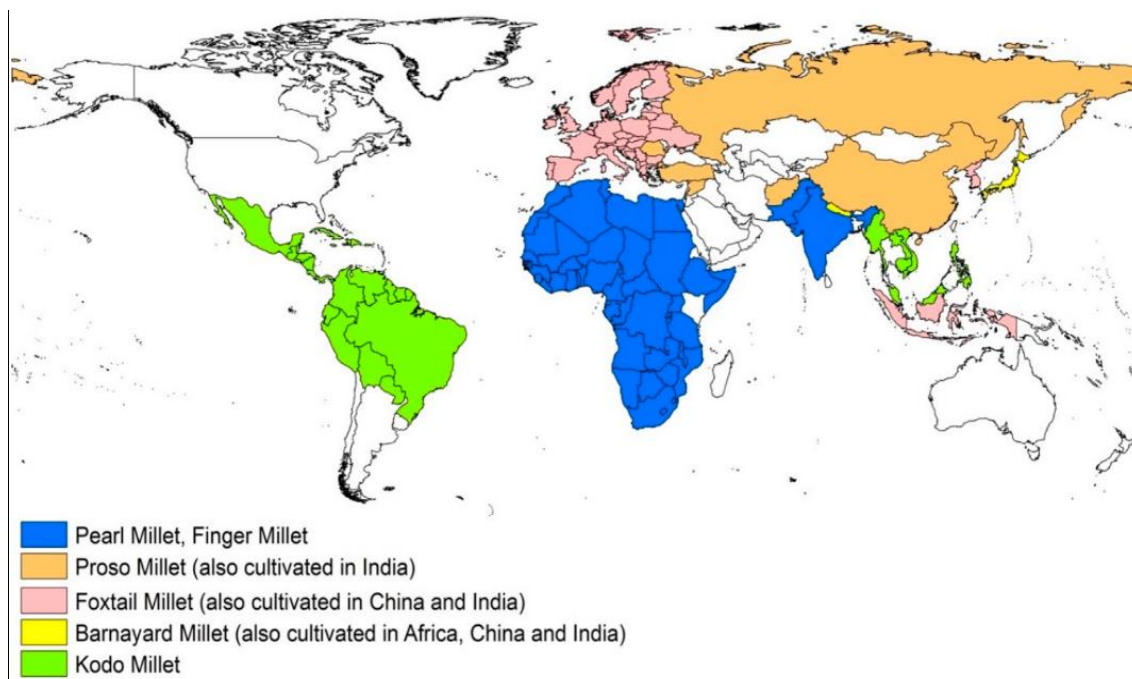 Pearl Millet, Finger Millet
Proso Millet (also cultivated in India)
Foxtail Millet (also cultivated in China and India)
Barnayard Millet (also cultivated in Africa, China and India)
Kodo Millet